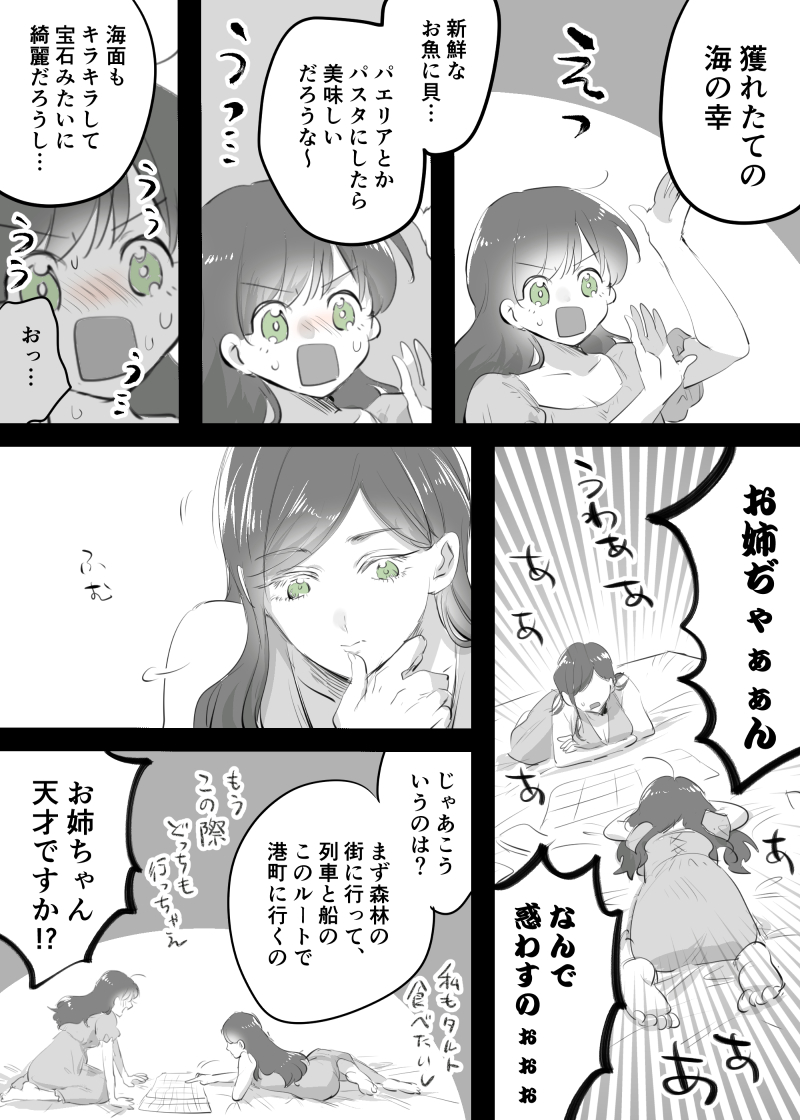 獲れたての
海の幸
えっ
新鮮な
お魚に貝…
パエリアとか
パスタにしたら
美味しい
だろうな～
うっ…
海面も
キラキラして
宝石みたいに
綺麗だろうし…
うぅ…
うぅ…
おっ…
お姉ぢゃぁぁん
うわぁぁ
ぁ
あ
あ
あ
あ
あ
なんで
惑わすのぉぉぉ
ふむ
じゃあこう
いうのは？
まず森林の
街に行って、
列車と船の
このルートで
港町に行くの
私もタルト
食べたい
もう
この際
どっちも
行っちゃえ
お姉ちゃん
天才ですか!?